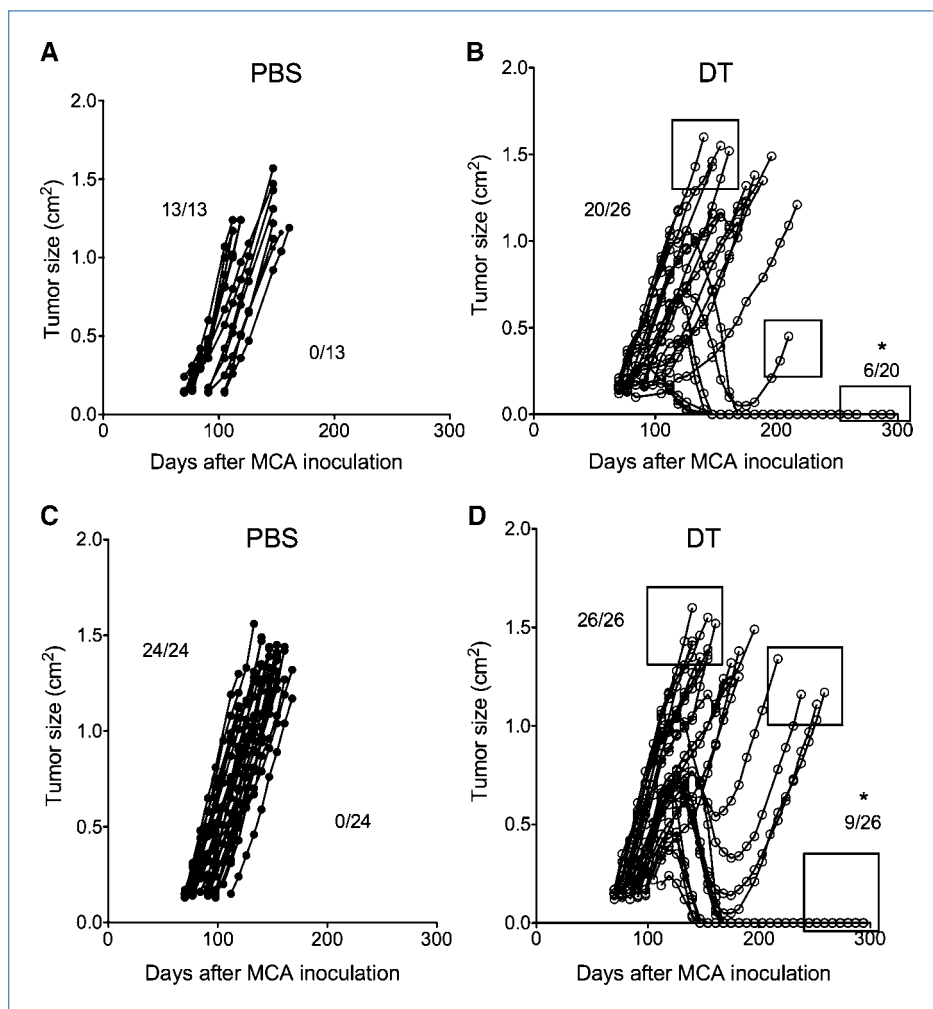 A
PBS
2.0
1.5
1.0
0.5
0.0
0
100
200
300
Tumor size (cm2)
13/13
0/13
Days after MCA inoculation
B
DT
2.0
1.5
1.0
0.5
0.0
0
100
200
300
Tumor size (cm2)
20/26
*
6/20
Days after MCA inoculation
C
PBS
2.0
1.5
1.0
0.5
0.0
0
100
200
300
Tumor size (cm2)
24/24
0/24
Days after MCA inoculation
D
DT
2.0
1.5
1.0
0.5
0.0
0
100
200
300
Tumor size (cm2)
26/26
*
9/26
Days after MCA inoculation